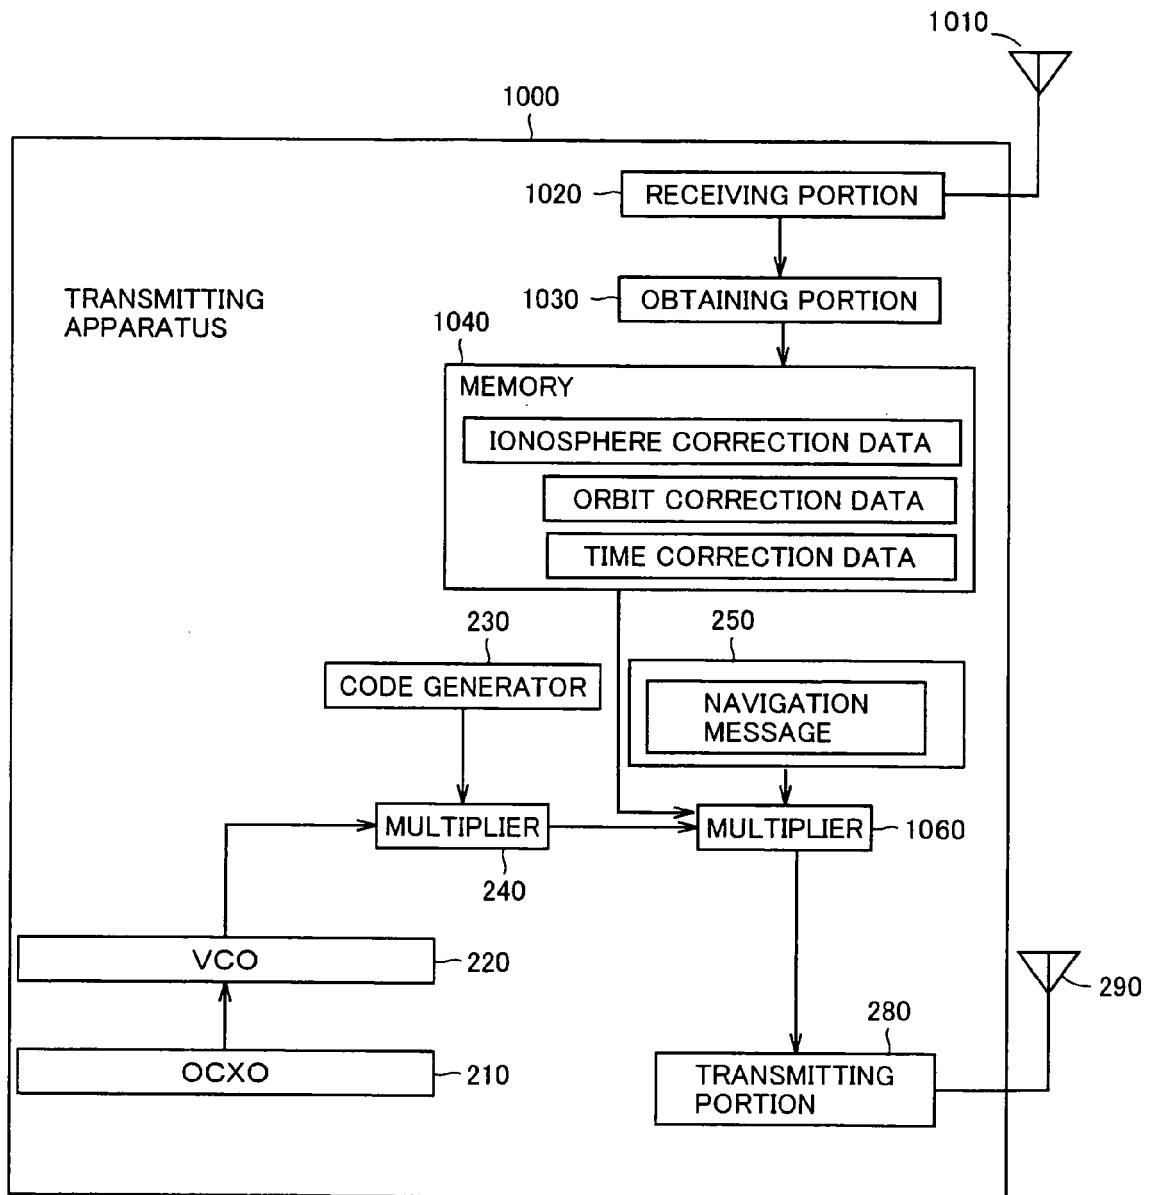 1010
1000
1020
RECEIVING PORTION
TRANSMITTING
APPARATUS
1030
OBTAINING PORTION
1040
MEMORY
IONOSPHERE CORRECTION DATA
ORBIT CORRECTION DATA
TIME CORRECTION DATA
230
250
CODE GENERATOR
NAVIGATION
MESSAGE
MULTIPLIER
MULTIPLIER
1060
240
VCO
220
290
280
OCXO
210
TRANSMITTING
PORTION